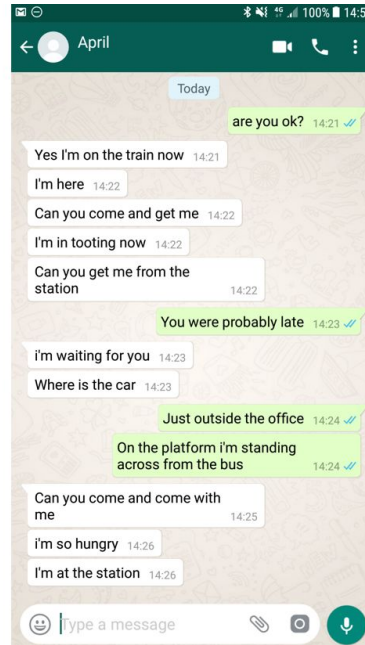 4G 100% 14:5
April
Today
are you ok? 14:21
Yes I'm on the train now 14:21
I'm here 14:22
Can you come and get me 14:22
I'm in tooting now 14:22
Can you get me from the
station 14:22
You were probably late 14:23
i'm waiting for you 14:23
Where is the car 14:23
Just outside the office 14:24
On the platform i'm standing
across from the bus 14:24
Can you come and come with
me 14:25
i'm so hungry 14:26
I'm at the station 14:26
Type a message